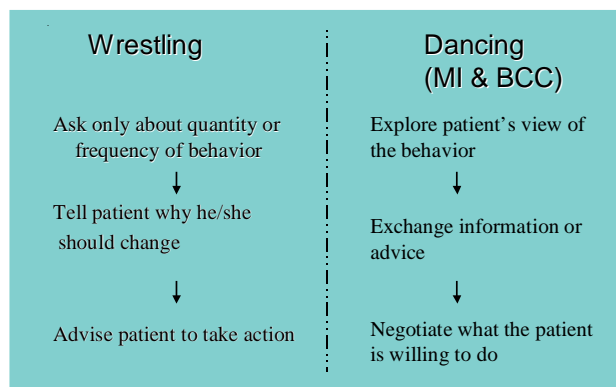 Wrestling
Ask only about quantity or
frequency of behavior
Tell patient why he/she
should change
Advise patient to take action
Dancing
(MI & BCC)
Explore patient’s view of
the behavior
Exchange information or
advice
Negotiate what the patient
is willing to do